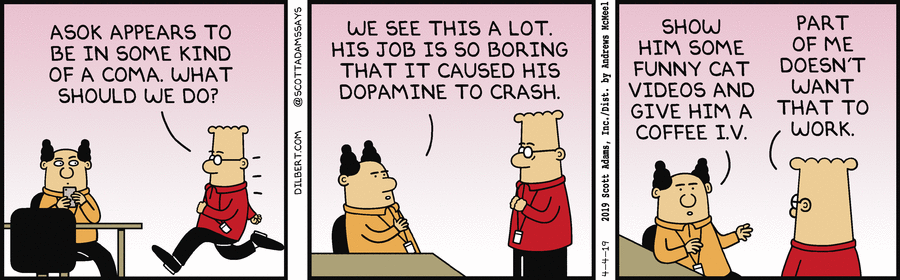 ASOK APPEARS TO
BE IN SOME KIND
OF A COMA. WHAT
SHOULD WE DO?
DILBERT.COM @SCOTTADAMSSAYS
WE SEE THIS A LOT.
HIS JOB IS SO BORING
THAT IT CAUSED HIS
DOPAMINE TO CRASH.
4-4-19 2019 Scott Adams, Inc./Dist. by Andrews McMeel
SHOW
HIM SOME
FUNNY CAT
VIDEOS AND
GIVE HIM A
COFFEE I.V.
PART
OF ME
DOESN'T
WANT
THAT TO
WORK.